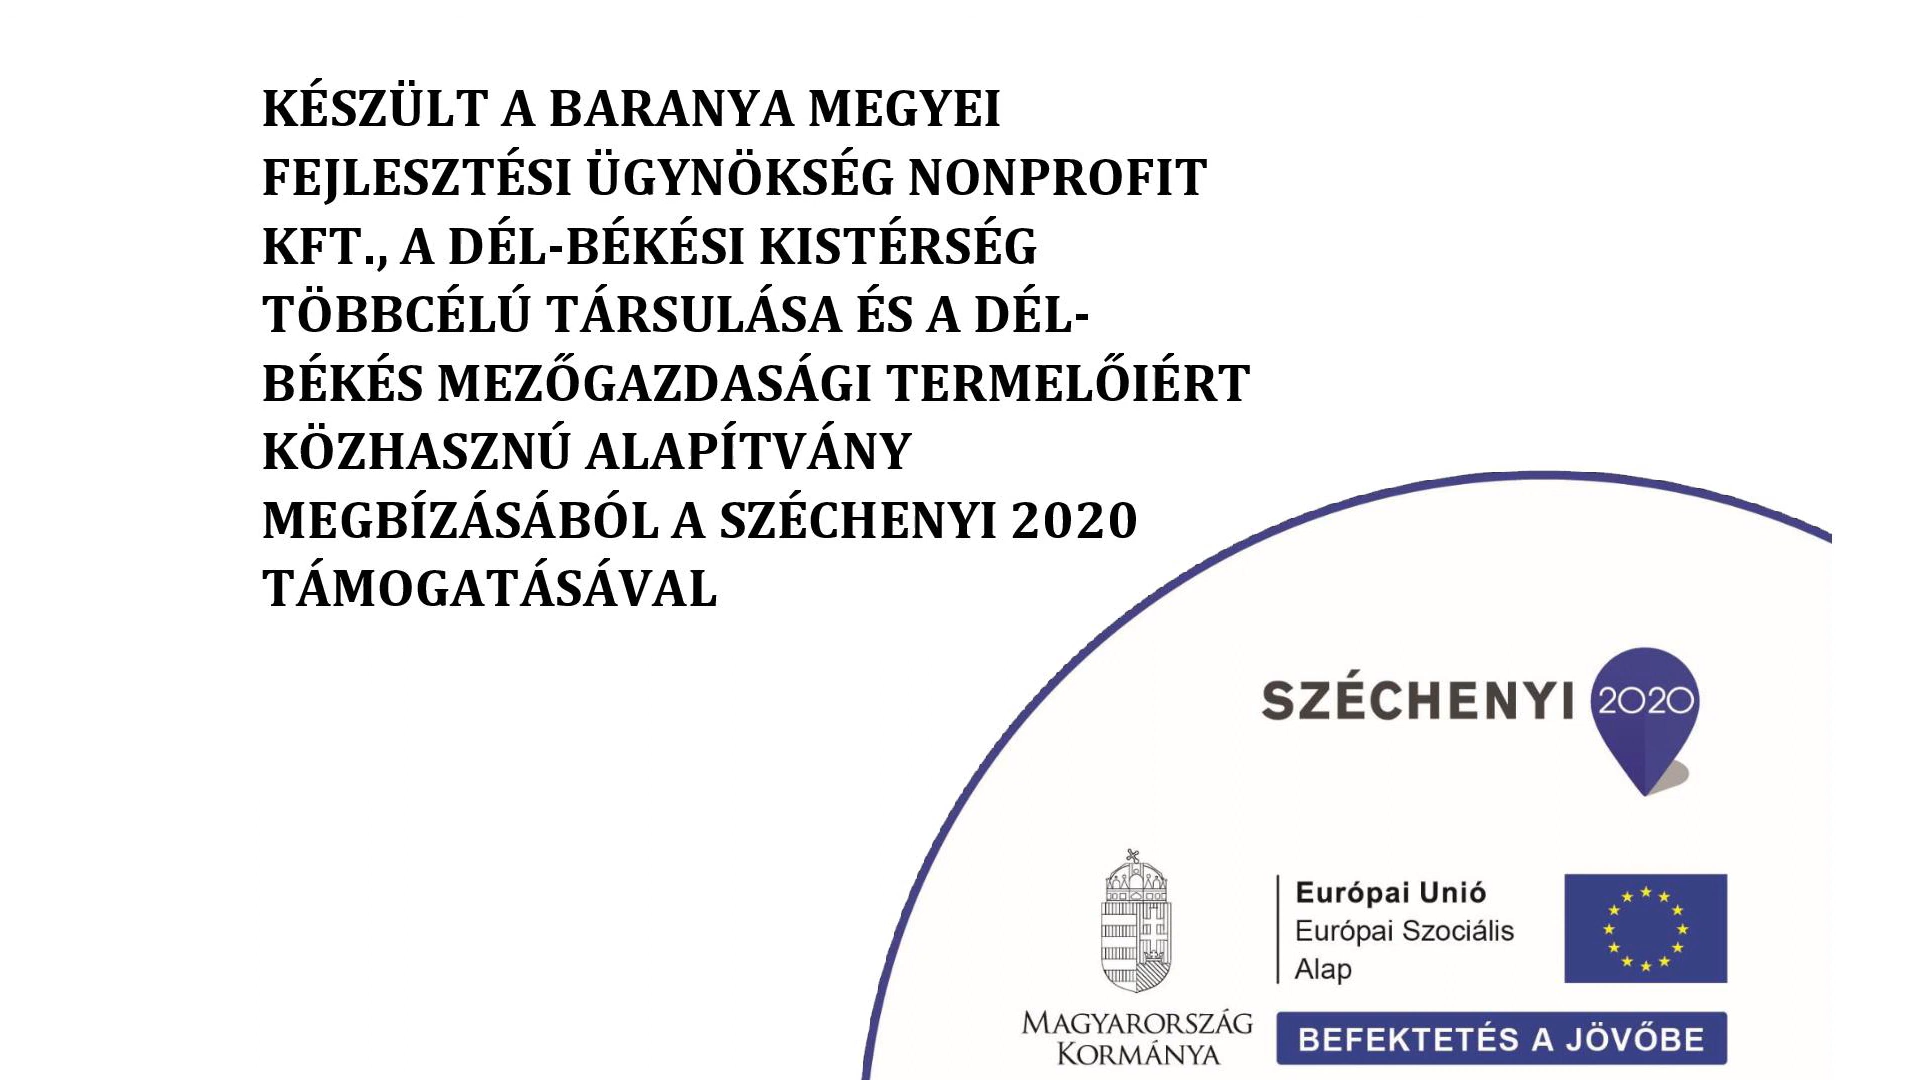 KÉSZÜLT A BARANYA MEGYEI
FEJLESZTÉSI ÜGYNÖKSÉG NONPROFIT
KFT., A DÉL-BÉKÉSI KISTÉRSÉG
TÖBBCÉLÚ TÁRSULÁSA ÉS A DÉL-
BÉKÉS MEZŐGAZDASÁGI TERMELŐIÉRT
KÖZHASZNÚ ALAPÍTVÁNY
MEGBÍZÁSÁBÓL A SZÉCHENYI 2020
TÁMOGATÁSÁVAL
SZÉCHENYI 2020
Európai Unió
Európai Szociális
Alap
MAGYARORSZÁG
KORMÁNYA
BEFEKTETÉS A JÖVŐBE